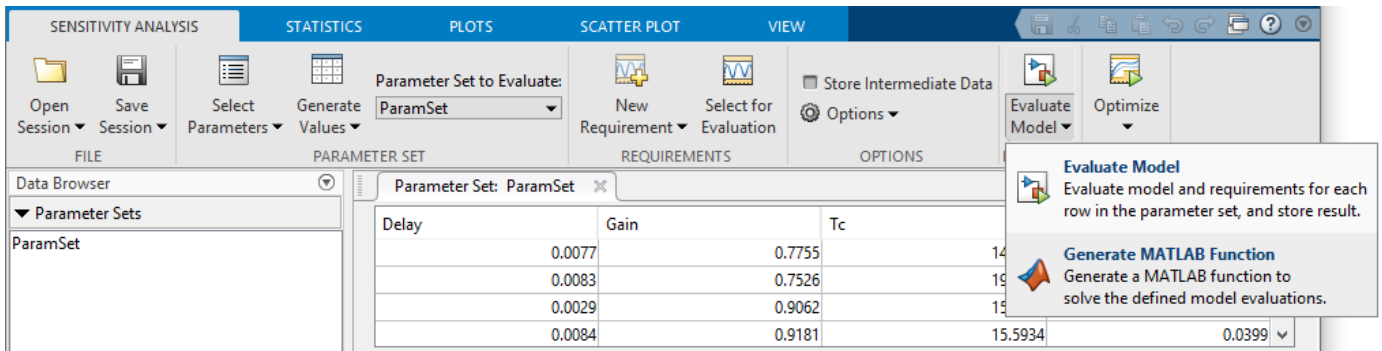 SENSITIVITY ANALYSIS STATISTICS PLOTS SCATTER PLOT VIEW
Open Session Save Session Select Parameters Generate Values
Parameter Set to Evaluate:
ParamSet
New Requirement Select for Evaluation
Store Intermediate Data
Options
Evaluate Model Optimize
FILE PARAMETER SET REQUIREMENTS OPTIONS
Evaluate Model
Evaluate model and requirements for each
row in the parameter set, and store result.
Generate MATLAB Function
Generate a MATLAB function to
solve the defined model evaluations.
Data Browser
Parameter Sets
ParamSet
Parameter Set: ParamSet
Delay Gain Tc
0.0077 0.7755 14
0.0083 0.7526 19
0.0029 0.9062 15
0.0084 0.9181 15.5934 0.0399